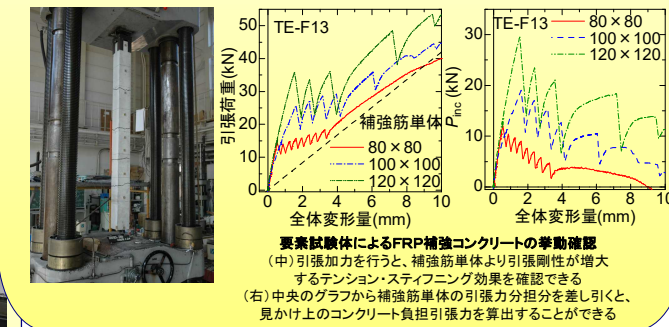 TE-F13
50
40
30
20
10
0
引張荷重(kN)
補強筋単体
80×80
100×100
120×120
0 2 4 6 8 10
全体変形量(mm)
TE-F13
80×80
100×100
120×120
30
20
10
0
Pinc (kN)
0 2 4 6 8 10
全体変形量(mm)
要素試験体によるFRP補強コンクリートの挙動確認
(中)引張加力を行うと、補強筋単体より引張剛性が増大
するテンション・スティフニング効果を確認できる
(右)中央のグラフから補強筋単体の引張力分担分を差し引くと、
見かけ上のコンクリート負担引張力を算出することができる